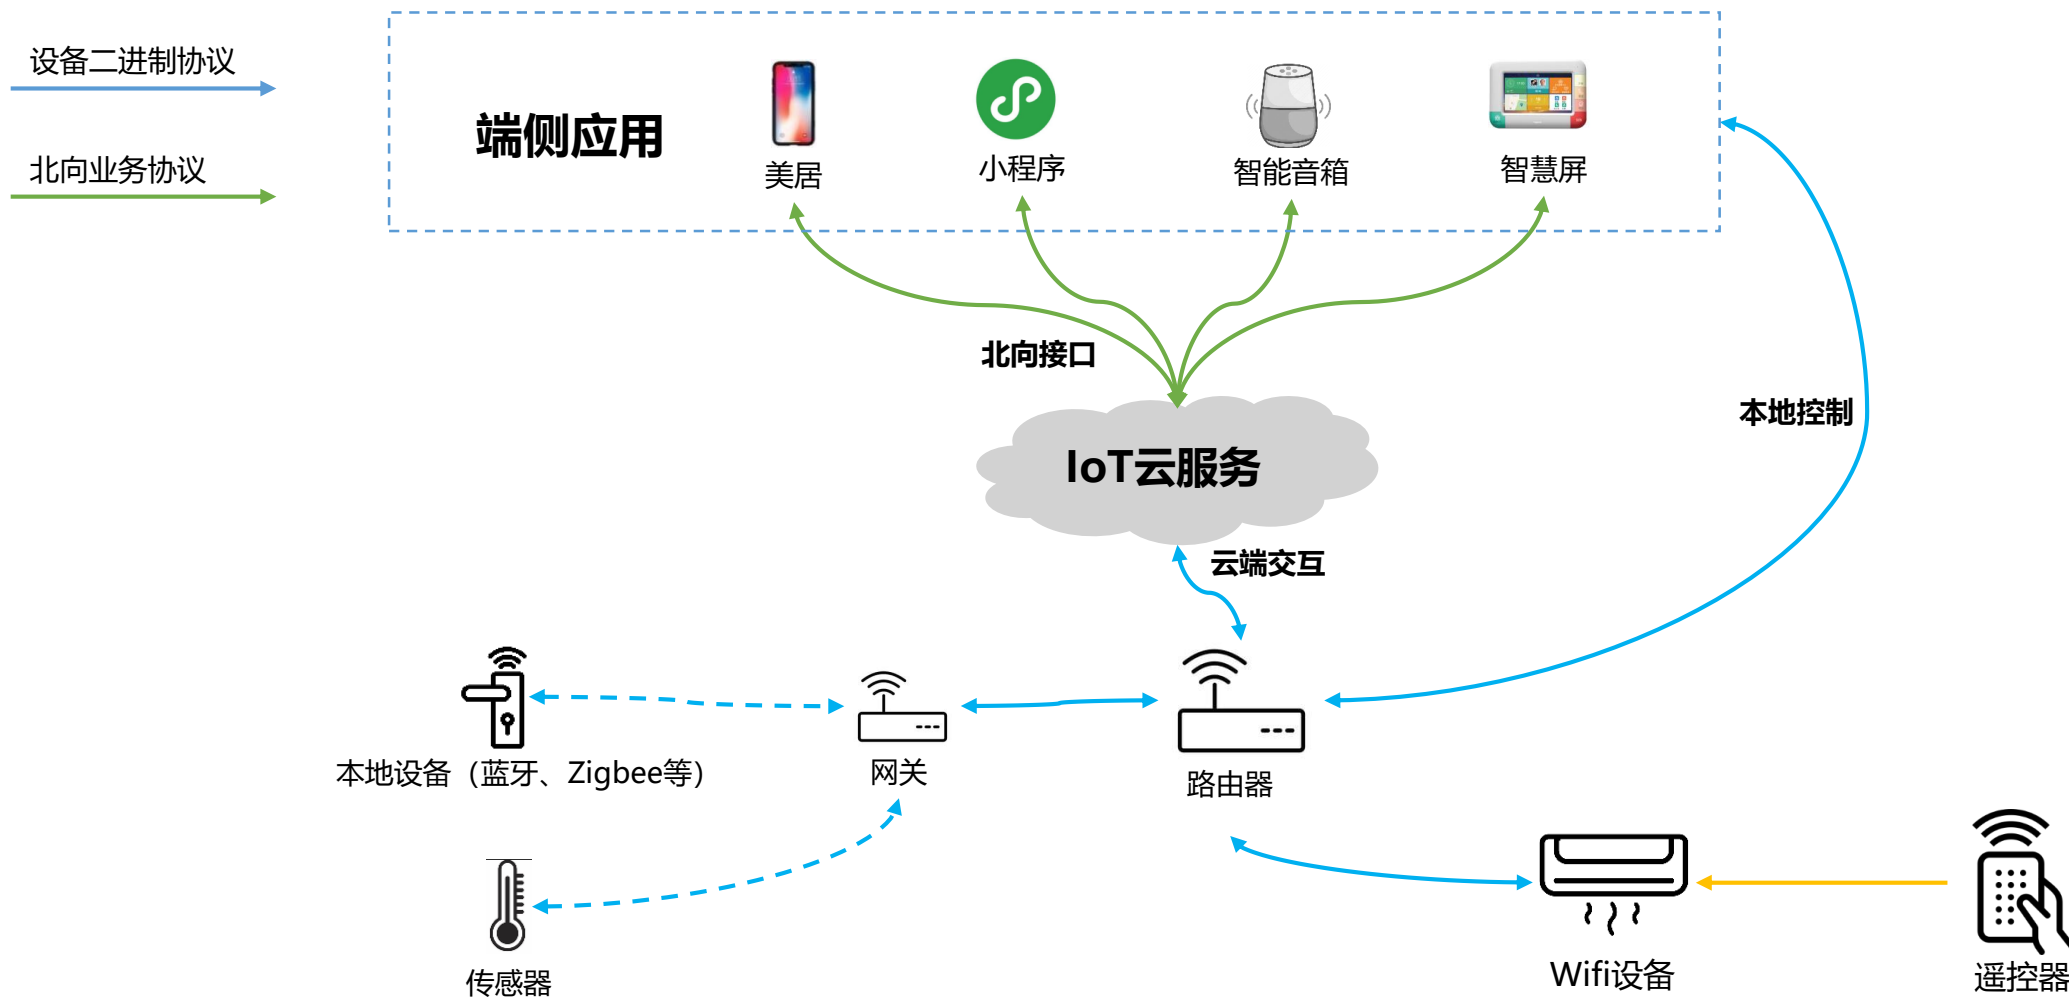 设备二进制协议
北向业务协议
端侧应用
美居
小程序
智能音箱
智慧屏
北向接口
本地控制
IoT云服务
云端交互
本地设备（蓝牙、Zigbee等）
网关
路由器
传感器
Wifi设备
遥控器